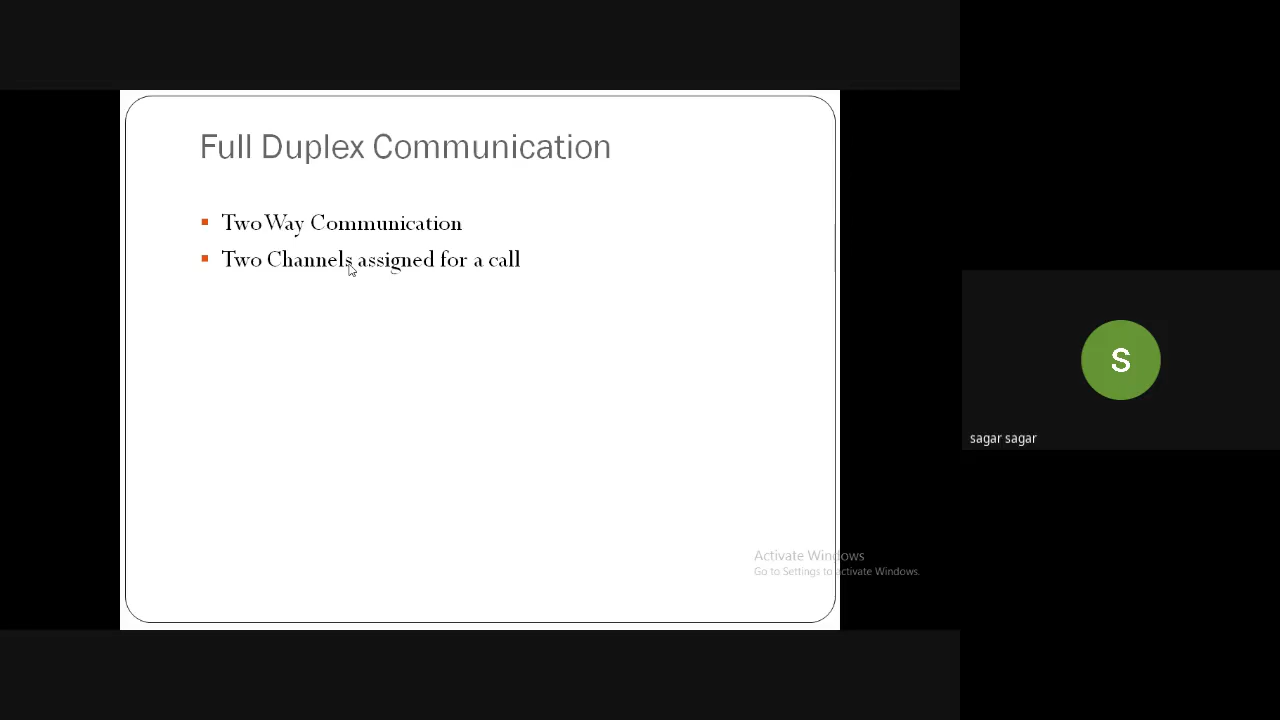 Full Duplex Communication
Two Way Communication
Two Channels assigned for a call
S
sagar sagar
Activate Windows
Go to Settings to activate Windows.